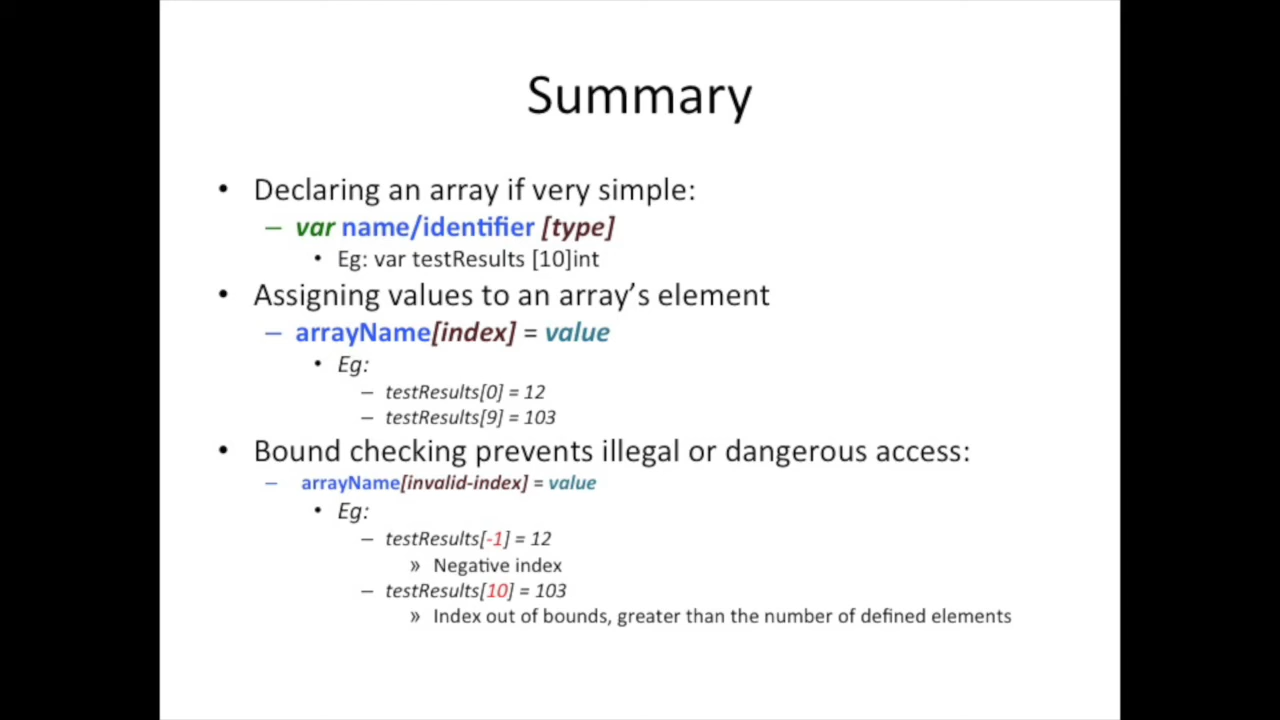 Summary
• Declaring an array if very simple:
– var name/identifier [type]
• Eg: var testResults [10]int
• Assigning values to an array’s element
– arrayName[index] = value
• Eg:
– testResults[0] = 12
– testResults[9] = 103
• Bound checking prevents illegal or dangerous access:
– arrayName[invalid-index] = value
• Eg:
– testResults[-1] = 12
» Negative index
– testResults[10] = 103
» Index out of bounds, greater than the number of defined elements